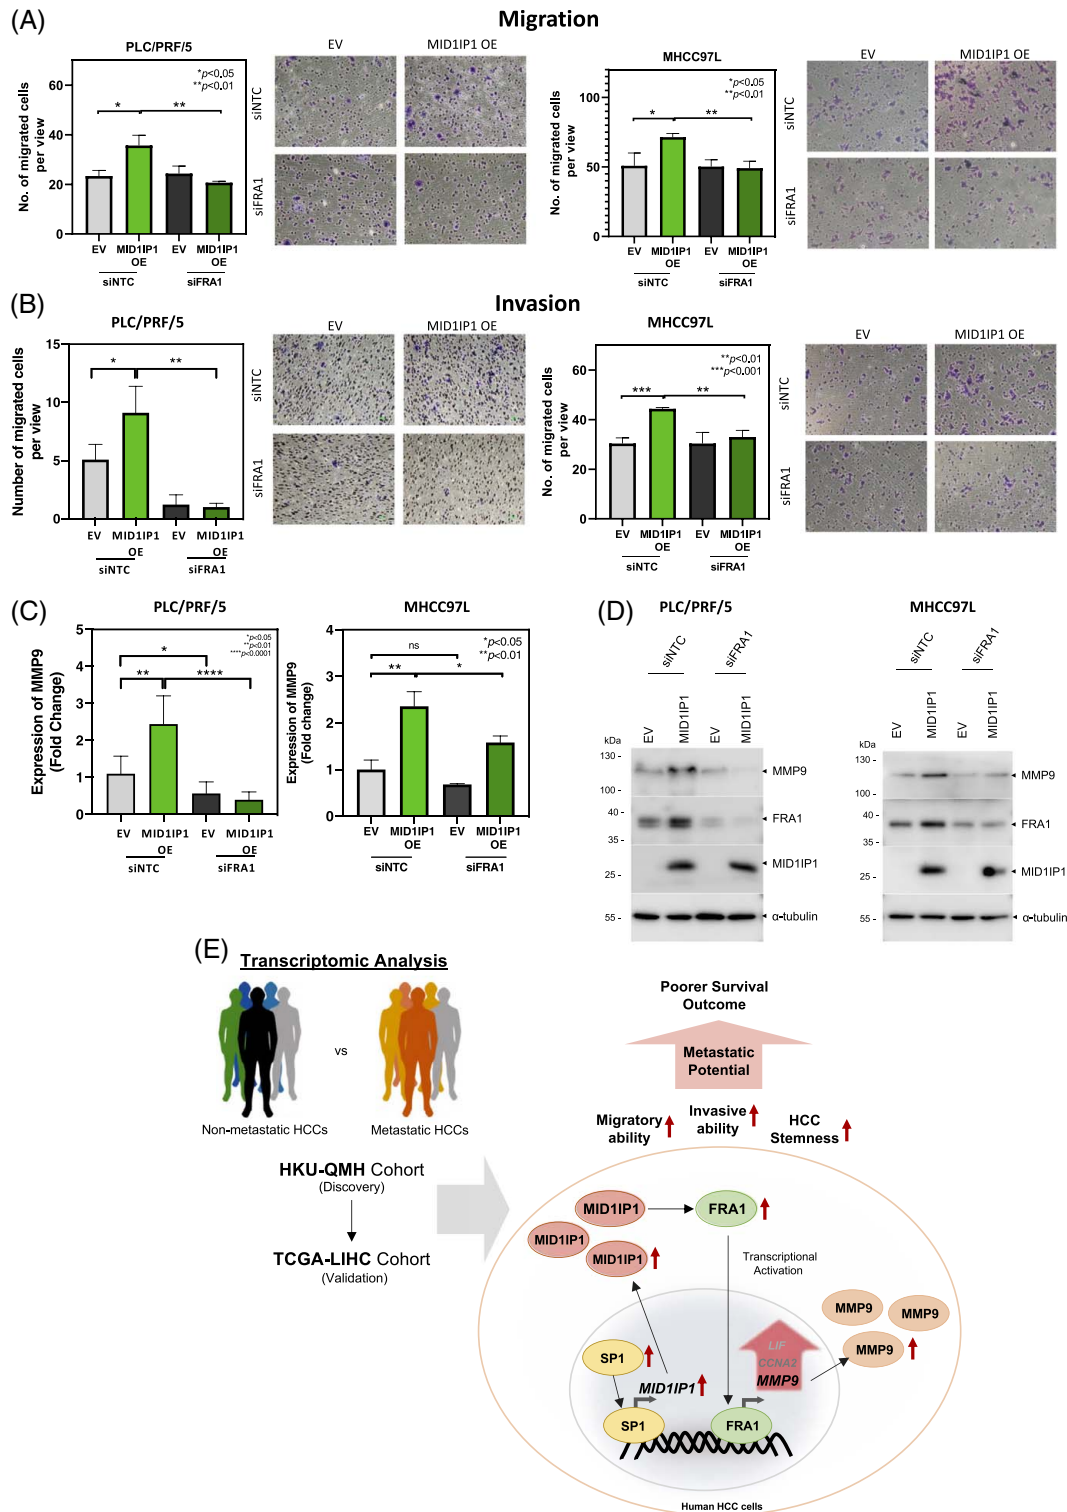 (A)
Migration
PLC/PRF/5
*p<0.05
**p<0.01
No. of migrated cells
per view
60
40
20
0
*
**
EV
MID1IP1
OE
EV
MID1IP1
OE
siNTC
siFRA1
EV
MID1IP1 OE
siNTC
siFRA1
MHCC97L
*p<0.05
**p<0.01
No. of migrated cells
per view
100
50
0
*
**
EV
MID1IP1
OE
EV
MID1IP1
OE
siNTC
siFRA1
EV
MID1IP1 OE
siNTC
siFRA1
(B)
Invasion
PLC/PRF/5
Number of migrated cells
per view
15
10
5
0
*
**
EV
MID1IP1
OE
EV
MID1IP1
OE
siNTC
siFRA1
EV
MID1IP1 OE
siNTC
siFRA1
MHCC97L
**p<0.01
***p<0.001
No. of migrated cells
per view
60
40
20
0
***
**
EV
MID1IP1
OE
EV
MID1IP1
OE
siNTC
siFRA1
EV
MID1IP1 OE
siNTC
siFRA1
(C)
PLC/PRF/5
*p<0.05
**p<0.01
****p<0.0001
Expression of MMP9
(Fold Change)
5
4
3
2
1
0
*
**
****
EV
MID1IP1
OE
EV
MID1IP1
OE
siNTC
siFRA1
MHCC97L
*p<0.05
**p<0.01
Expression of MMP9
(Fold change)
4
3
2
1
0
ns
**
*
EV
MID1IP1
OE
EV
MID1IP1
OE
siNTC
siFRA1
(D)
PLC/PRF/5
siNTC
siFRA1
EV
MID1IP1
EV
MID1IP1
kDa
130
100
40
35
25
55
MMP9
FRA1
MID1IP1
α-tubulin
MHCC97L
siNTC
siFRA1
EV
MID1IP1
EV
MID1IP1
kDa
130
100
40
35
25
55
MMP9
FRA1
MID1IP1
α-tubulin
(E)
Transcriptomic Analysis
vs
Non-metastatic HCCs
Metastatic HCCs
HKU-QMH Cohort
(Discovery)
TCGA-LIHC Cohort
(Validation)
Poorer Survival
Outcome
Metastatic
Potential
Migratory
ability
Invasive
ability
HCC
Stemness
MID1IP1
FRA1
MID1IP1
MID1IP1
Transcriptional
Activation
MMP9
MMP9
MMP9
LIF
CCNA2
MMP9
SP1
MID1IP1
SP1
FRA1
Human HCC cells